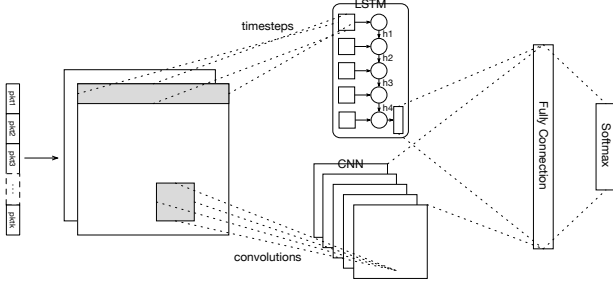 pkt1
pkt2
pkt3
...
pktk
timesteps
convolutions
LSTM
h1
h2
h3
h4
CNN
Fully Connection
Softmax